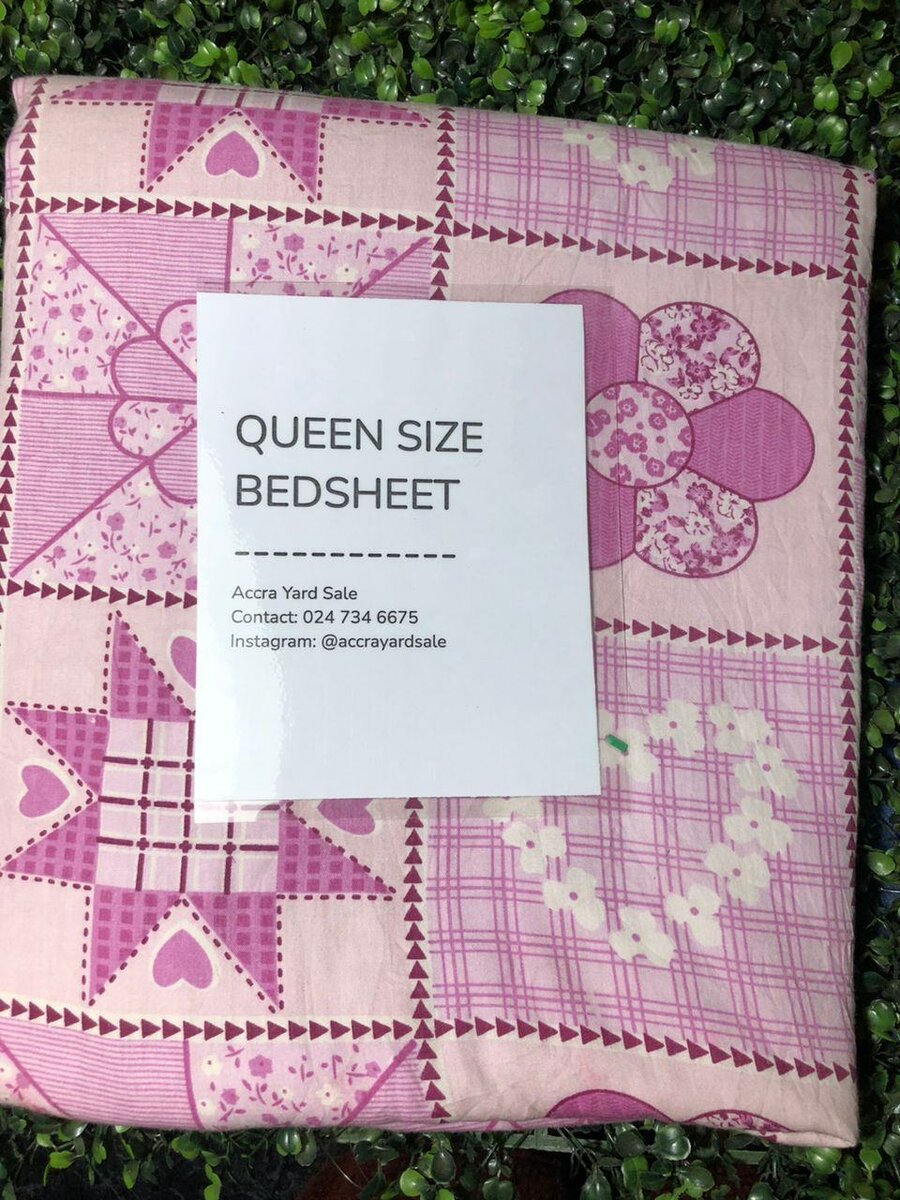 QUEEN SIZE
BEDSHEET
------------
Accra Yard Sale
Contact: 024 734 6675
Instagram: @accrayardsale